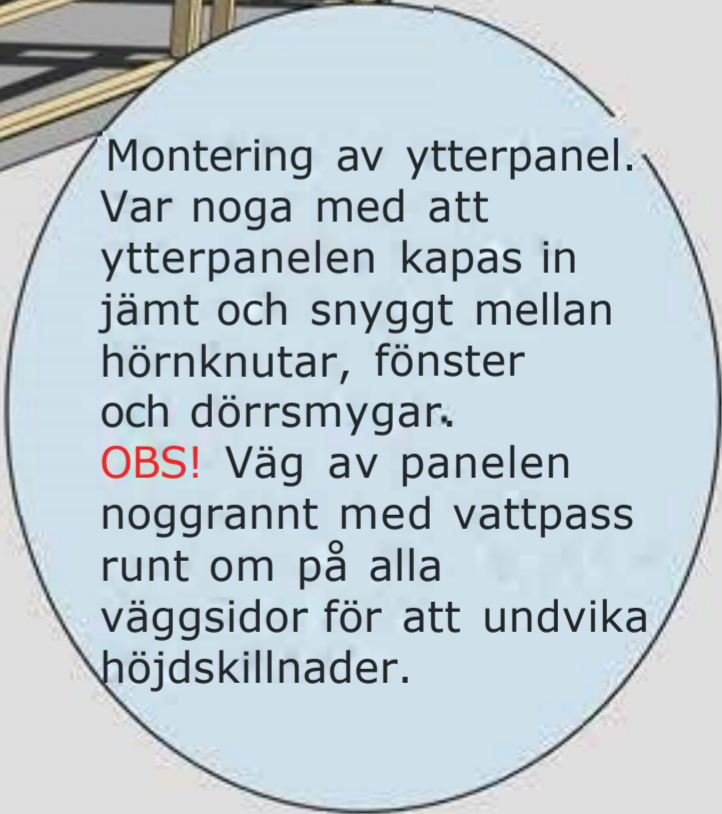 Montering av ytterpanel.
Var noga med att
ytterpanelen kapas in
jämt och snyggt mellan
hörnknutar, fönster
och dörrsmygar.
OBS! Väg av panelen
noggrannt med vattpass
runt om på alla
väggsidor för att undvika
höjdskillnader.